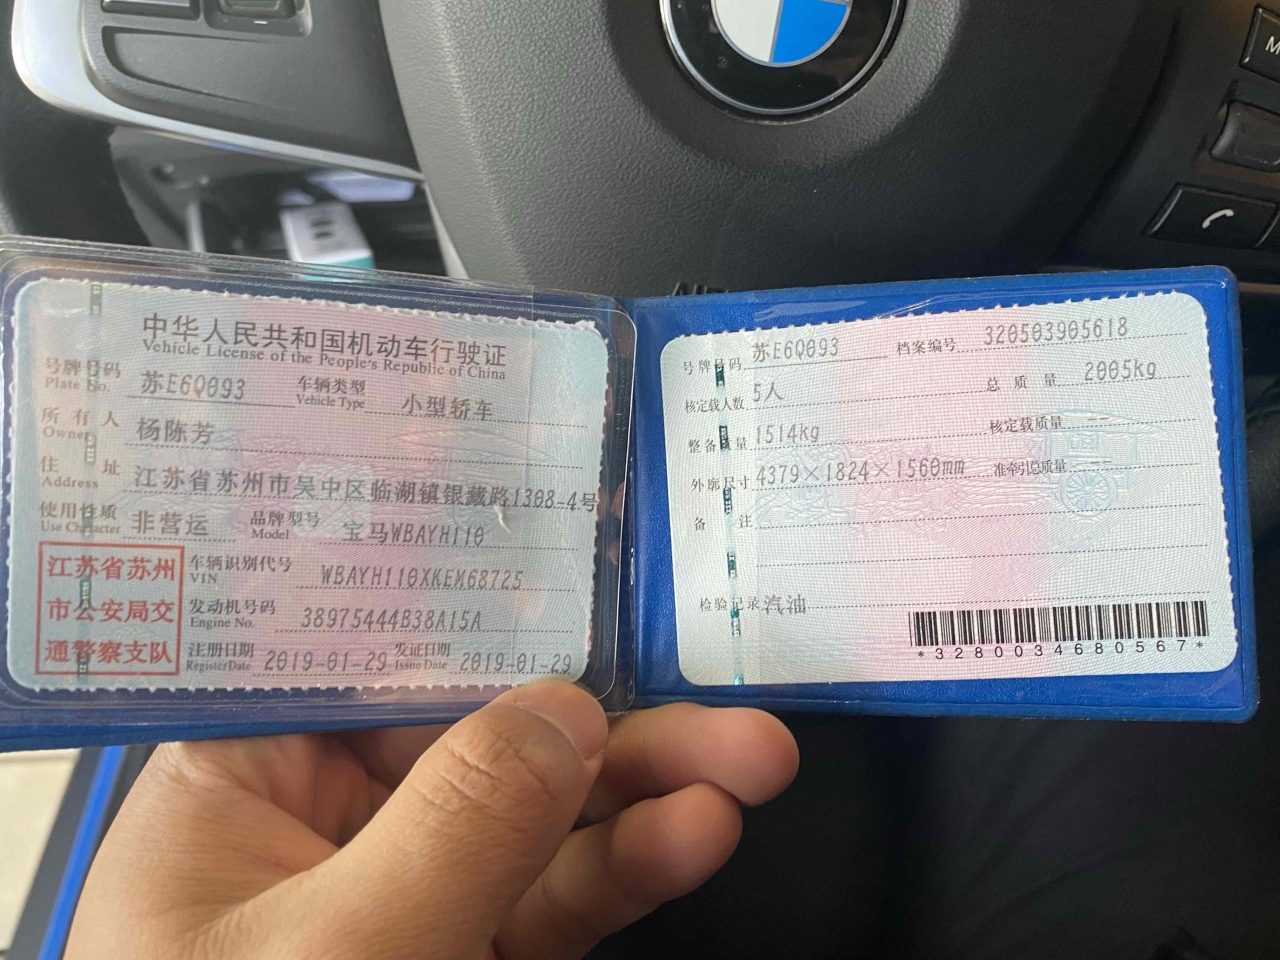 中华人民共和国机动车行驶证
Vehicle License of the People's Republic of China
号牌号码 苏E6Q093 车辆类型 小型轿车
Plate No. Vehicle Type
所有人 杨陈芳
Owner
住址 江苏省苏州市吴中区临湖镇银藏路1308-4号
Address
使用性质 非营运 品牌型号 宝马WBAYH110
Use Character Model
江苏省苏州
市公安局交
通警察支队
车辆识别代号 WBAYH110XKEM68725
VIN
发动机号码 38975444B38A15A
Engine No.
注册日期 2019-01-29 发证日期 2019-01-29
Register Date Issue Date
号牌号码 苏E6Q093 档案编号 320503905618
核定载人数 5人 总质量 2005kg
整备质量 1514kg 核定载质量 --
外廓尺寸 4379×1824×1560mm 准牵引总质量 --
备注
检验记录 汽油
*3280034680567*